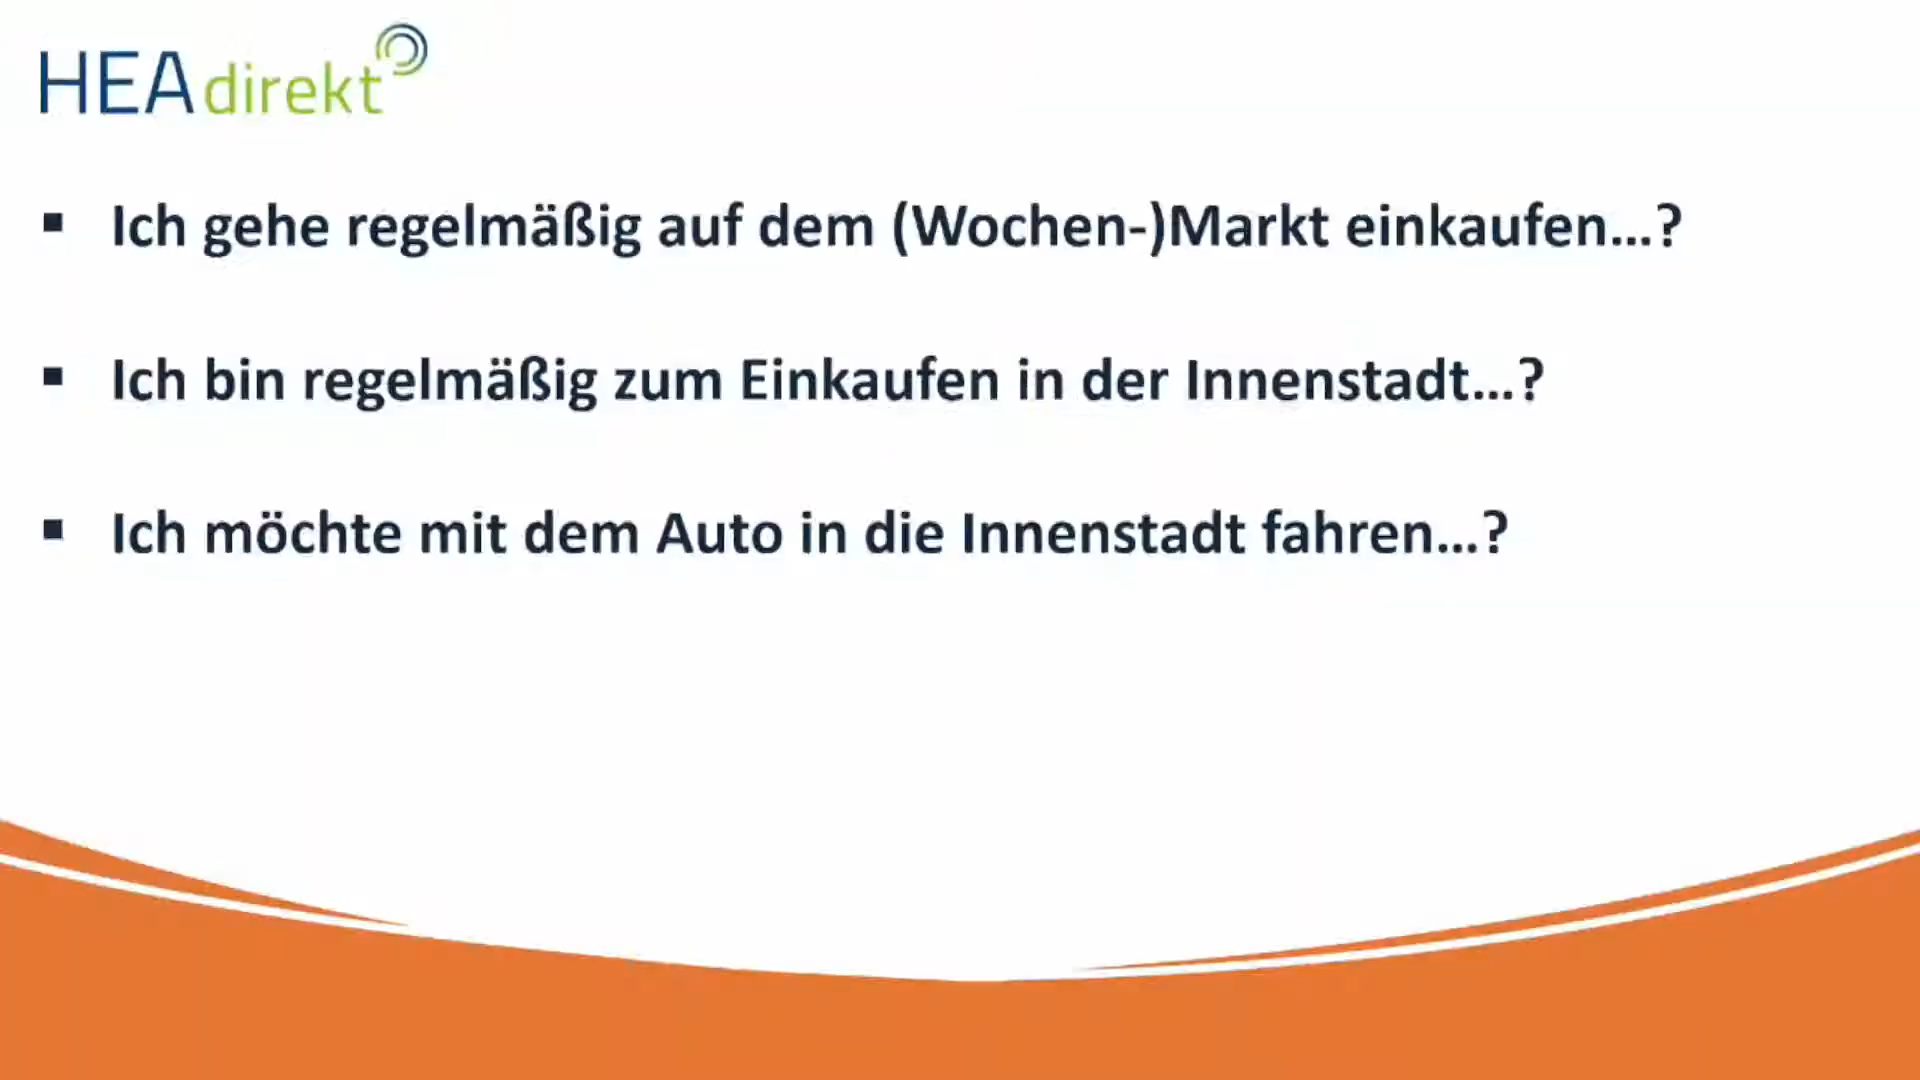 HEAdirekt
▪ Ich gehe regelmäßig auf dem (Wochen-)Markt einkaufen...?
▪ Ich bin regelmäßig zum Einkaufen in der Innenstadt...?
▪ Ich möchte mit dem Auto in die Innenstadt fahren...?